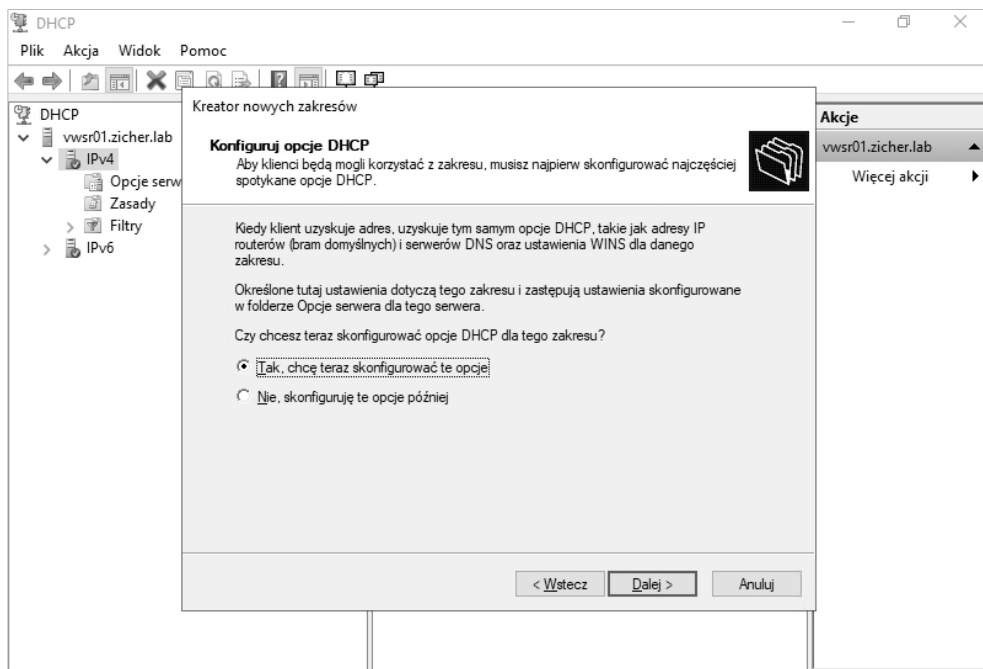 DHCP
Plik Akcja Widok Pomoc
DHCP
vwsr01.zicher.lab
IPv4
Opcje serw
Zasady
Filtry
IPv6
Kreator nowych zakresów
Konfiguruj opcje DHCP
Aby klienci będą mogli korzystać z zakresu, musisz najpierw skonfigurować najczęściej
spotykane opcje DHCP.
Kiedy klient uzyskuje adres, uzyskuje tym samym opcje DHCP, takie jak adresy IP
routerów (bram domyślnych) i serwerów DNS oraz ustawienia WINS dla danego
zakresu.
Określone tutaj ustawienia dotyczą tego zakresu i zastępują ustawienia skonfigurowane
w folderze Opcje serwera dla tego serwera.
Czy chcesz teraz skonfigurować opcje DHCP dla tego zakresu?
Tak, chcę teraz skonfigurować te opcje
Nie, skonfiguruję te opcje później
< Wstecz Dalej > Anuluj
Akcje
vwsr01.zicher.lab
Więcej akcji